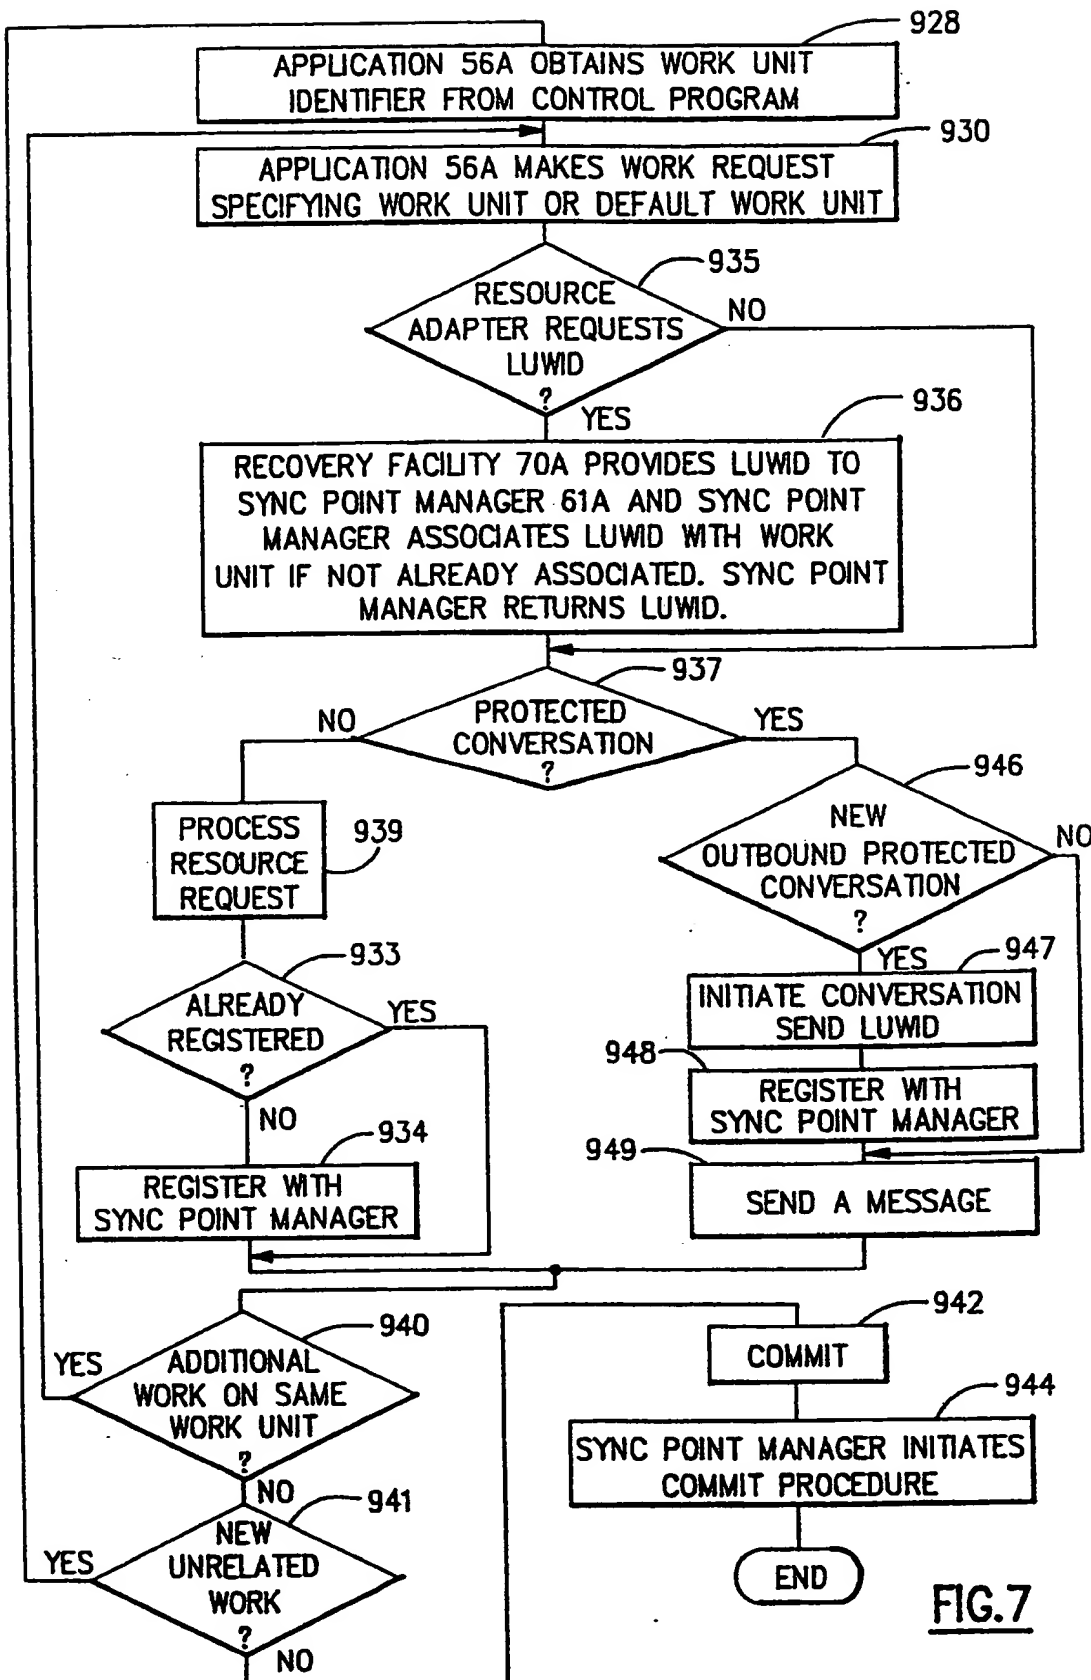 928
APPLICATION 56A OBTAINS WORK UNIT
IDENTIFIER FROM CONTROL PROGRAM
930
APPLICATION 56A MAKES WORK REQUEST
SPECIFYING WORK UNIT OR DEFAULT WORK UNIT
935
RESOURCE
ADAPTER REQUESTS
LUWID
?
NO
YES
936
RECOVERY FACILITY 70A PROVIDES LUWID TO
SYNC POINT MANAGER 61A AND SYNC POINT
MANAGER ASSOCIATES LUWID WITH WORK
UNIT IF NOT ALREADY ASSOCIATED. SYNC POINT
MANAGER RETURNS LUWID.
937
PROTECTED
CONVERSATION
?
NO
YES
PROCESS
RESOURCE
REQUEST
939
933
ALREADY
REGISTERED
?
YES
NO
934
REGISTER WITH
SYNC POINT MANAGER
946
NEW
OUTBOUND PROTECTED
CONVERSATION
?
NO
YES
947
INITIATE CONVERSATION
SEND LUWID
948
REGISTER WITH
SYNC POINT MANAGER
949
SEND A MESSAGE
940
YES
ADDITIONAL
WORK ON SAME
WORK UNIT
?
NO
941
YES
NEW
UNRELATED
WORK
?
NO
942
COMMIT
944
SYNC POINT MANAGER INITIATES
COMMIT PROCEDURE
END
FIG.7